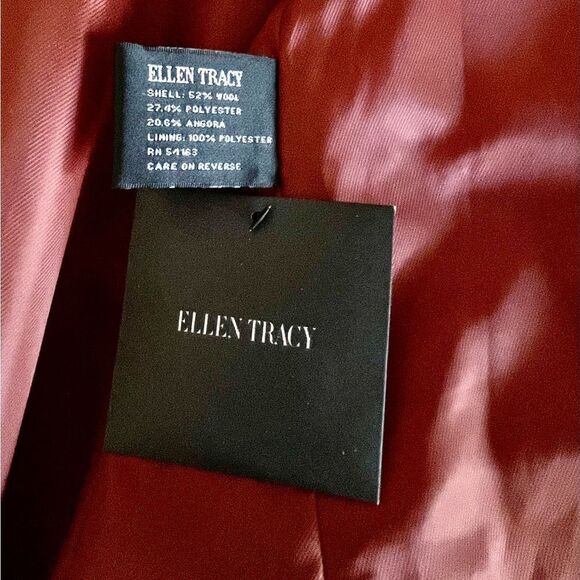 ELLEN TRACY
SHELL: 52% WOOL
27.4% POLYESTER
20.6% ANGORA
LINING: 100% POLYESTER
RN 54163
CARE ON REVERSE
ELLEN TRACY